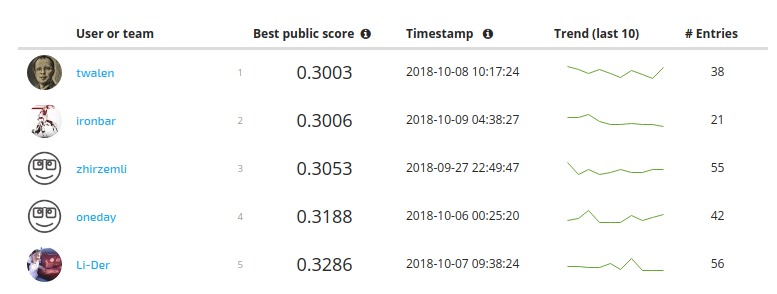 User or team Best public score Timestamp Trend (last 10) # Entries
twalen 1 0.3003 2018-10-08 10:17:24 38
ironbar 2 0.3006 2018-10-09 04:38:27 21
zhirzemli 3 0.3053 2018-09-27 22:49:47 55
oneday 4 0.3188 2018-10-06 00:25:20 42
Li-Der 5 0.3286 2018-10-07 09:38:24 56